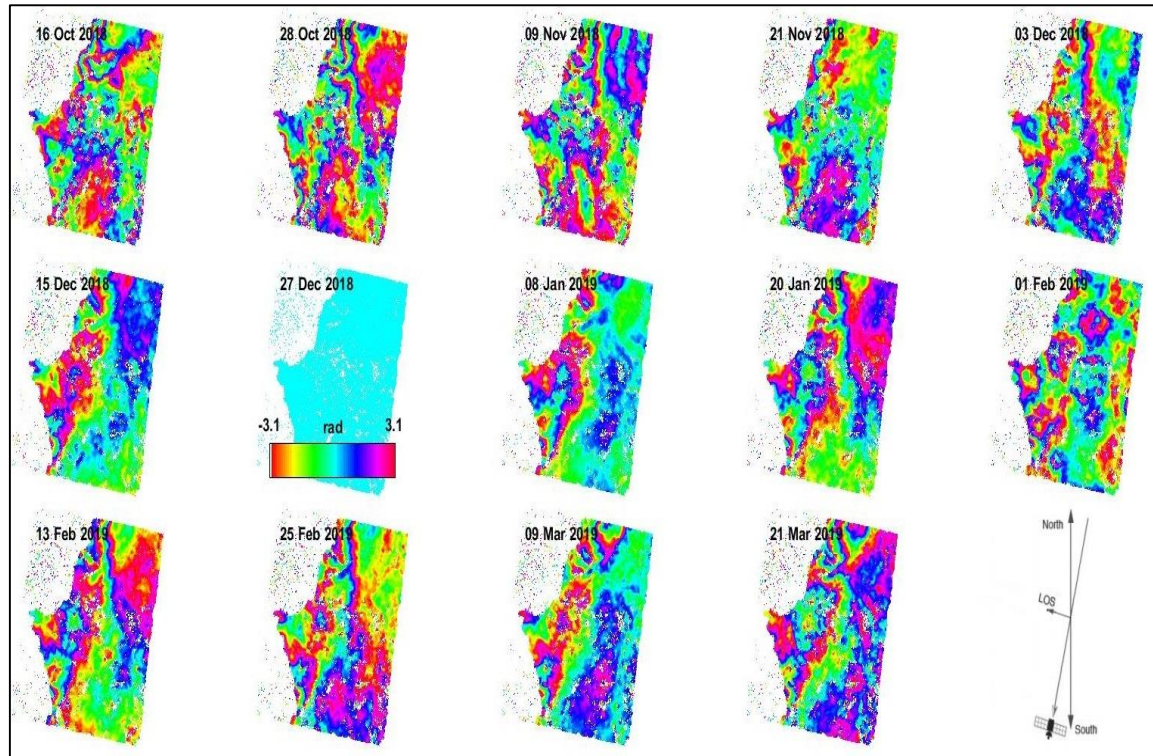 16 Oct 2018
28 Oct 2018
09 Nov 2018
21 Nov 2018
03 Dec 2018
15 Dec 2018
27 Dec 2018
08 Jan 2019
20 Jan 2019
01 Feb 2019
-3.1 rad 3.1
13 Feb 2019
25 Feb 2019
09 Mar 2019
21 Mar 2019
North
LOS
South